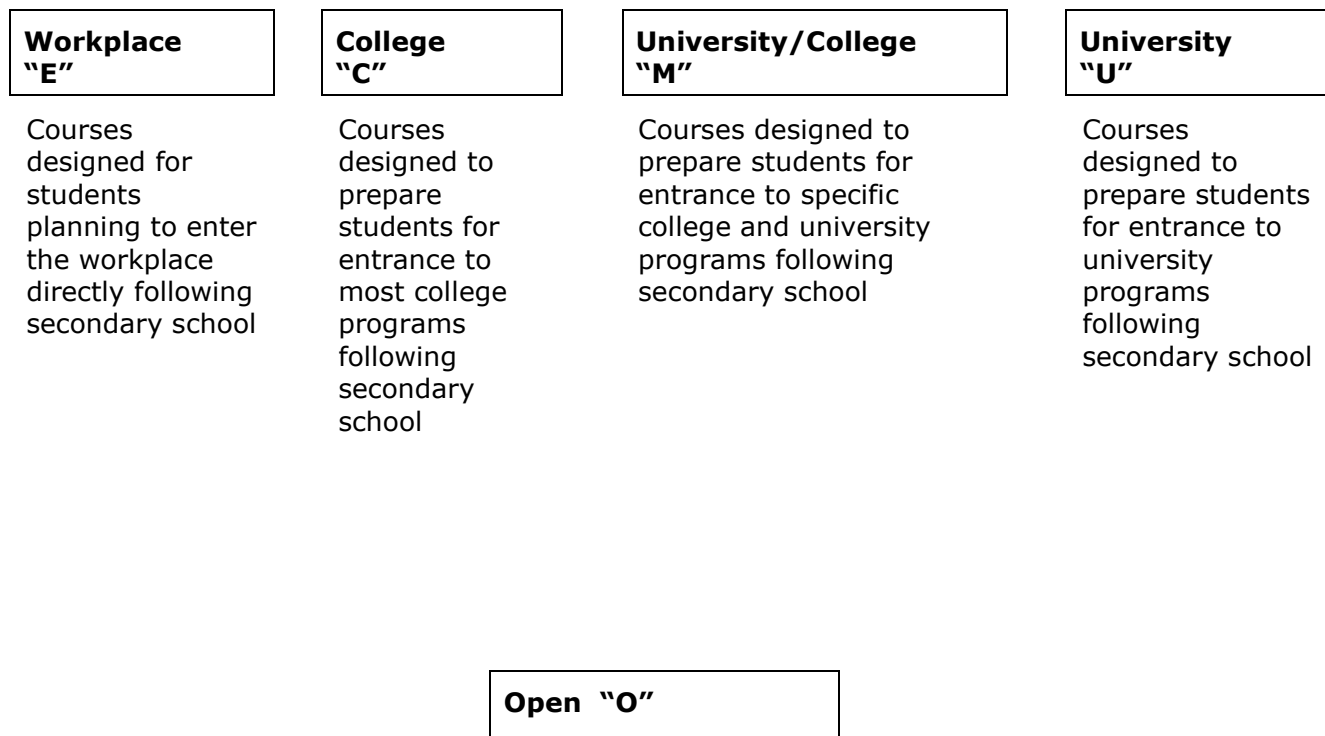 Workplace
“E”
Courses
designed for
students
planning to enter
the workplace
directly following
secondary school
College
“C”
Courses
designed to
prepare
students for
entrance to
most college
programs
following
secondary
school
University/College
“M”
Courses designed to
prepare students for
entrance to specific
college and university
programs following
secondary school
University
“U”
Courses
designed to
prepare students
for entrance to
university
programs
following
secondary school
Open “O”